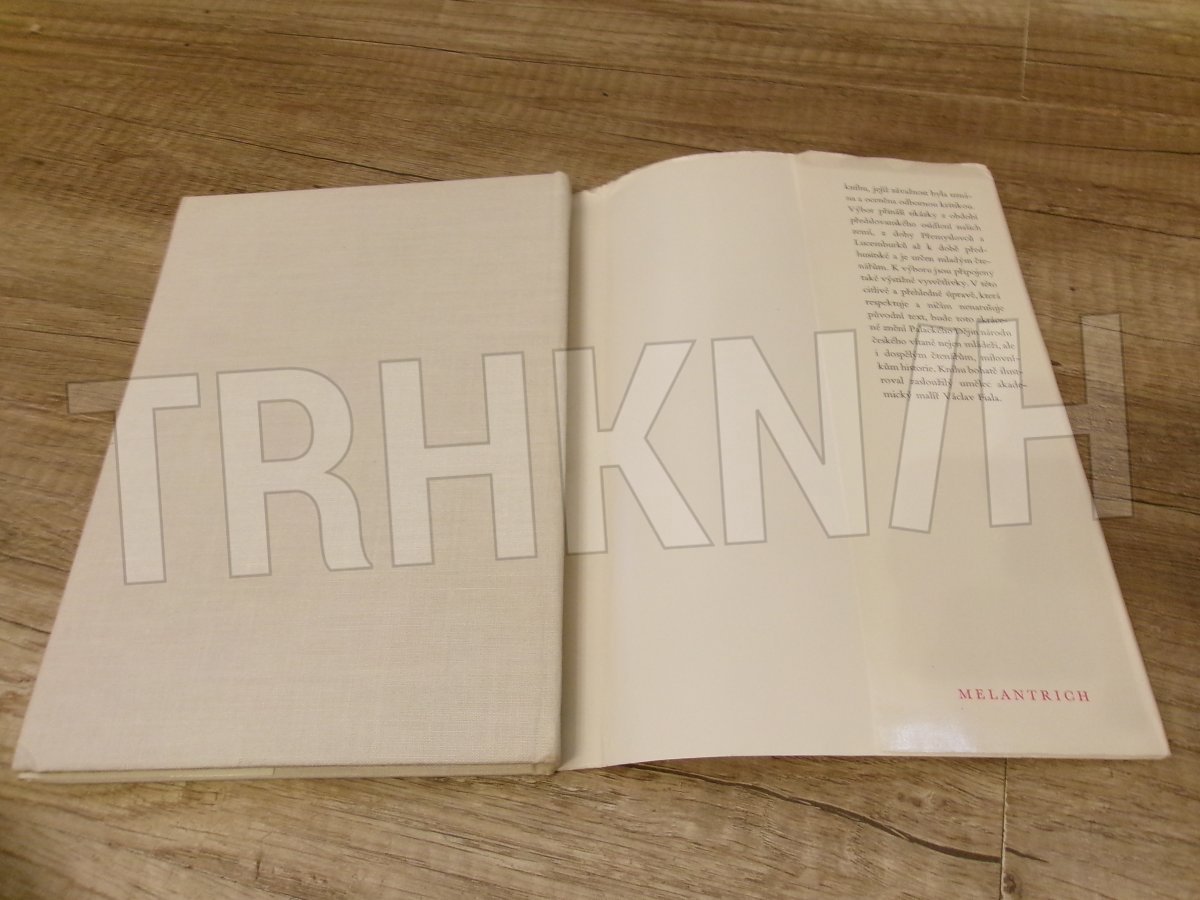 knihu, jejíž závažnost byla uzná-
na a oceněna odbornou kritikou.
Výbor přináší ukázky z období
předslovanského osídlení našich
zemí, z doby Přemyslovců a
Lucemburků až k době před-
husitské a je určen mladým čte-
nářům. K výboru jsou připojeny
také výstižné vysvětlivky. V této
citlivé a přehledné úpravě, která
respektuje a ničím nenarušuje
původní text, bude toto zkráce-
né znění Palackého Dějin národu
českého vítané nejen mládeži, ale
i dospělým čtenářům, milovní-
kům historie. Knihu bohatě ilust-
roval zasloužilý umělec akade-
mický malíř Václav Fiala.
TRHKNIH
MELANTRICH